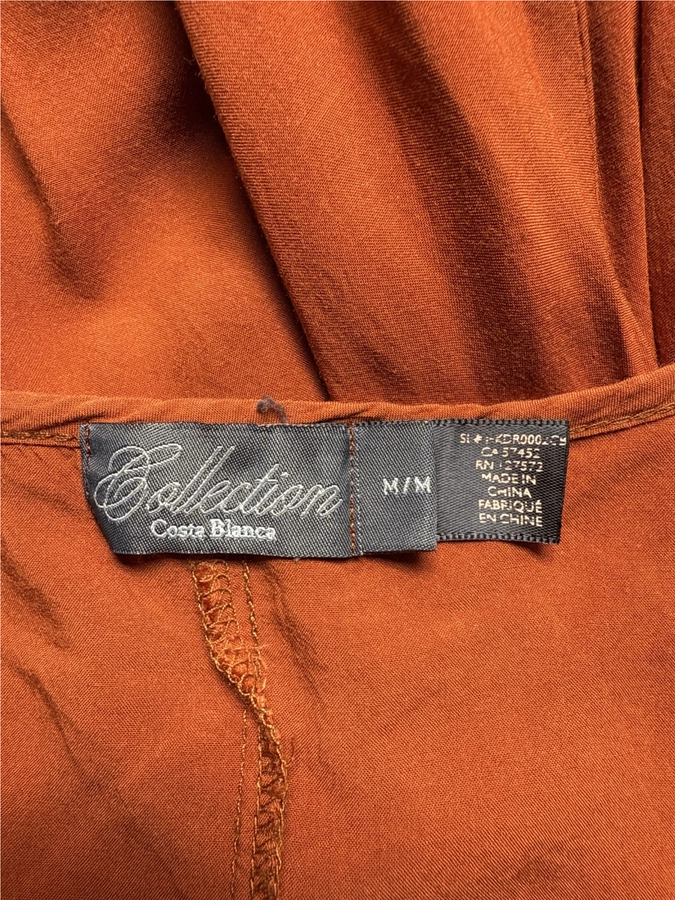 Collection
Costa Blanca
M/M
CA 57452
RN 127572
MADE IN
CHINA
FABRIQUÉ
EN CHINE